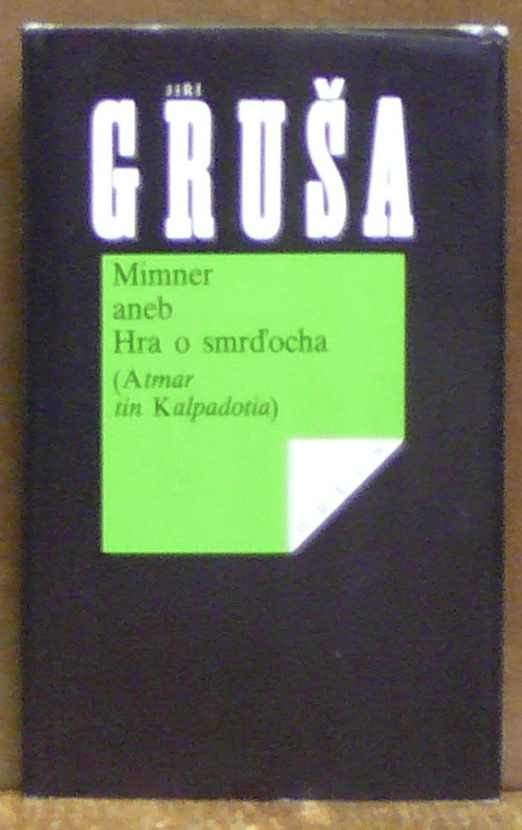 JIŘÍ
GRUŠA
Mimner
aneb
Hra o smrďocha
(Atmar
tin Kalpadotia)